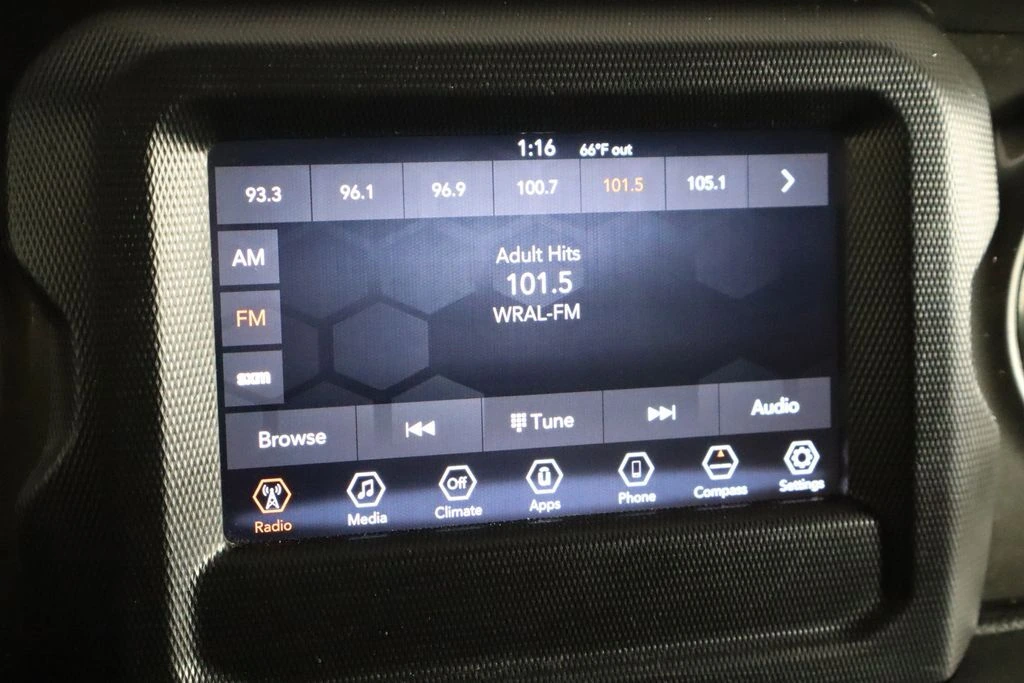 1:16 66°F out
93.3 96.1 96.9 100.7 101.5 105.1
AM
FM
sxm
Adult Hits
101.5
WRAL-FM
Browse Tune Audio
Radio Media Off Climate Apps Phone Compass Settings